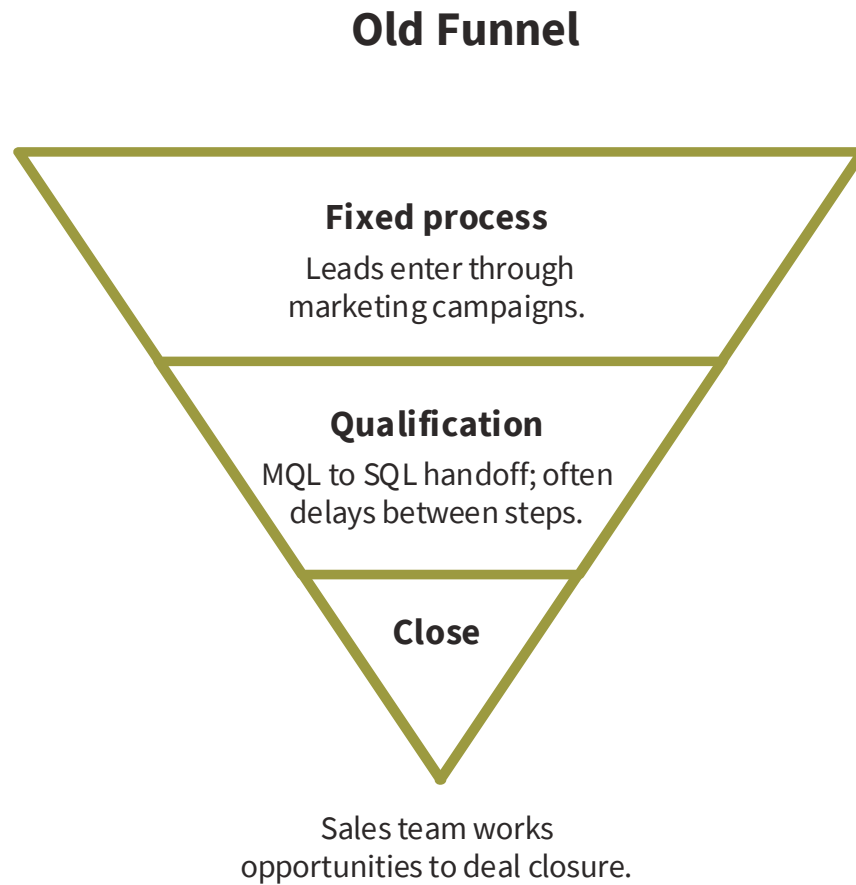 Old Funnel
Fixed process
Leads enter through
marketing campaigns.
Qualification
MQL to SQL handoff; often
delays between steps.
Close
Sales team works
opportunities to deal closure.